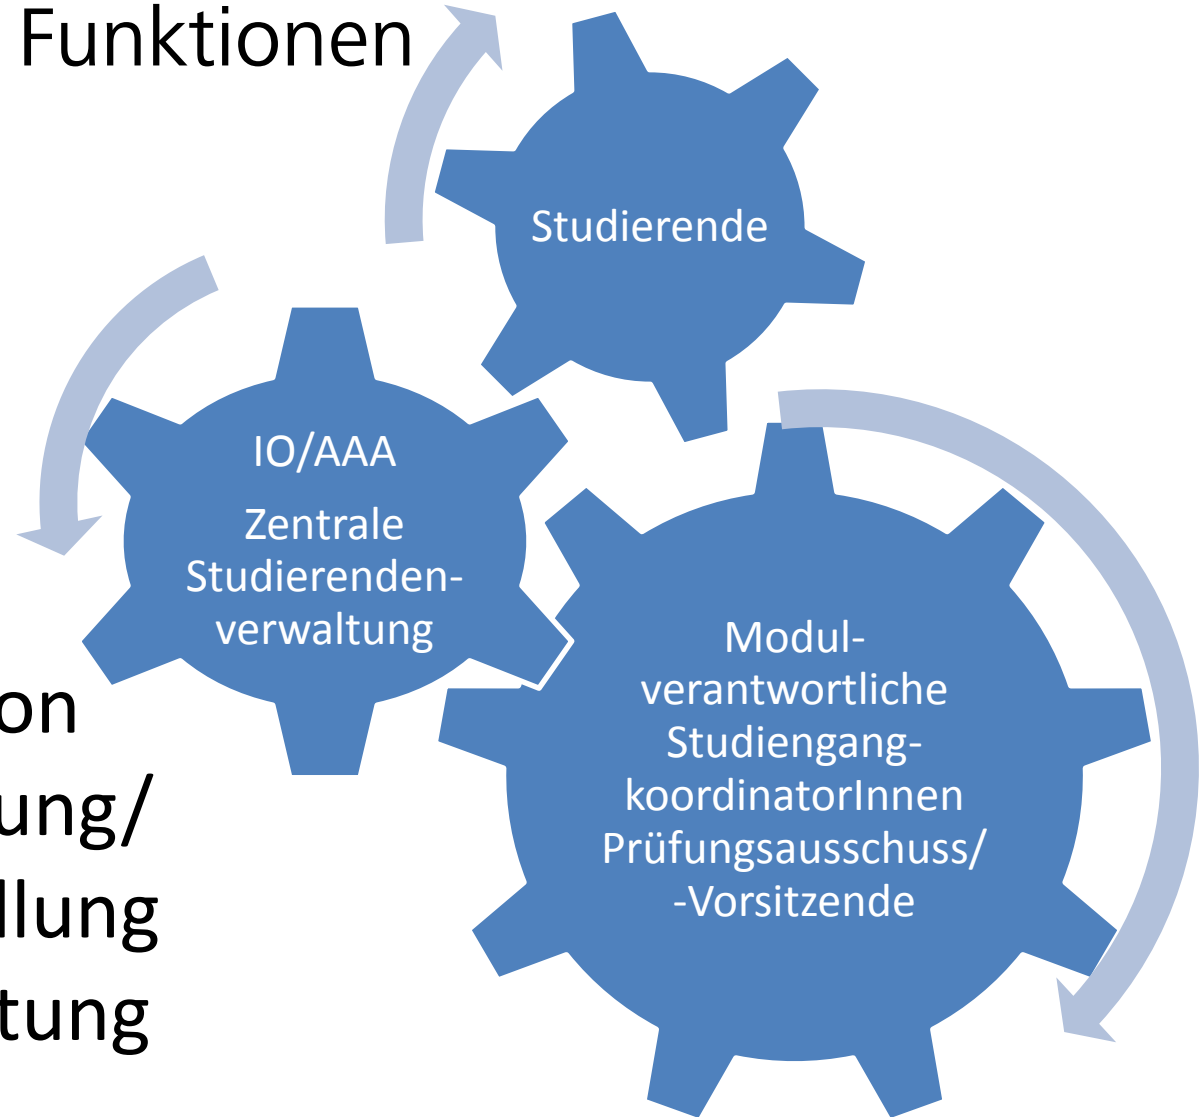 Funktionen
Studierende
IO/AAA
Zentrale
Studierenden-
verwaltung
Modul-
verantwortliche
Studiengang-
koordinatorInnen
Prüfungsausschuss/
-Vorsitzende
on
ung/
llung
tung